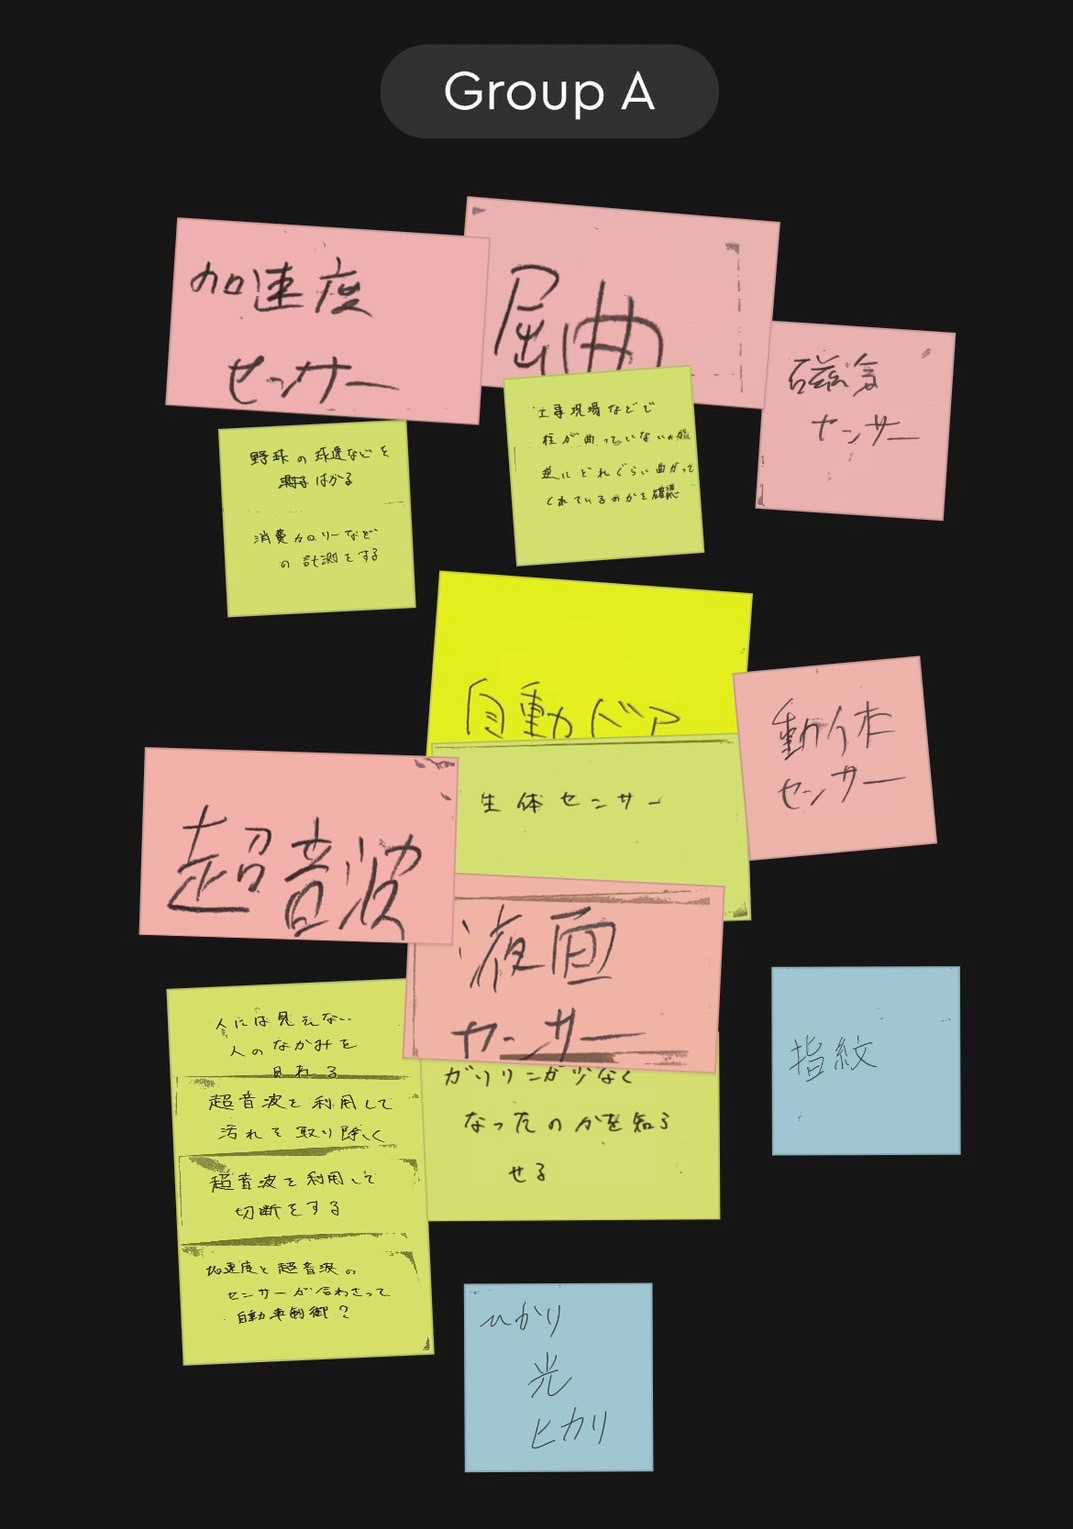 Group A
加速度
センサー
屈曲
磁気
センサー
野球の球速などを
はかる
消費カロリーなど
の計測をする
工事現場などで
柱が曲っていないか
逆にどれぐらい曲がって
くれているのかを確認
自動ドア
生体センサー
動作
センサー
超音波
液面
センサー
人には見えない
人のなかみを
見れる
超音波を利用して
汚れを取り除く
超音波を利用して
切断をする
加速度と超音波の
センサーが合わさって
自動車制御？
ガソリンが少なく
なったのかを知ら
せる
指紋
ひかり
光
ヒカリ